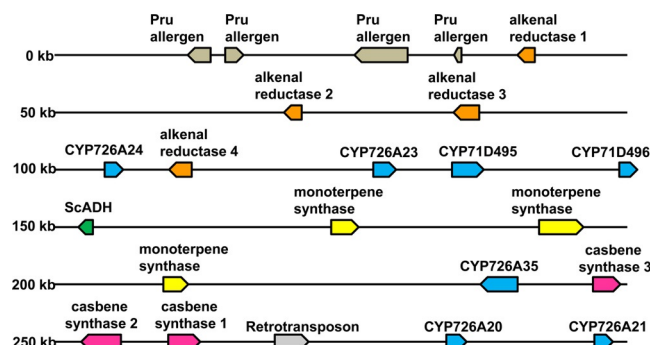 Pru allergen
Pru allergen
Pru allergen
Pru allergen
alkenal reductase 1
0 kb
alkenal reductase 2
alkenal reductase 3
50 kb
CYP726A24
alkenal reductase 4
CYP726A23
CYP71D495
CYP71D496
100 kb
ScADH
monoterpene synthase
monoterpene synthase
150 kb
monoterpene synthase
CYP726A35
casbene synthase 3
200 kb
casbene synthase 2
casbene synthase 1
Retrotransposon
CYP726A20
CYP726A21
250 kb